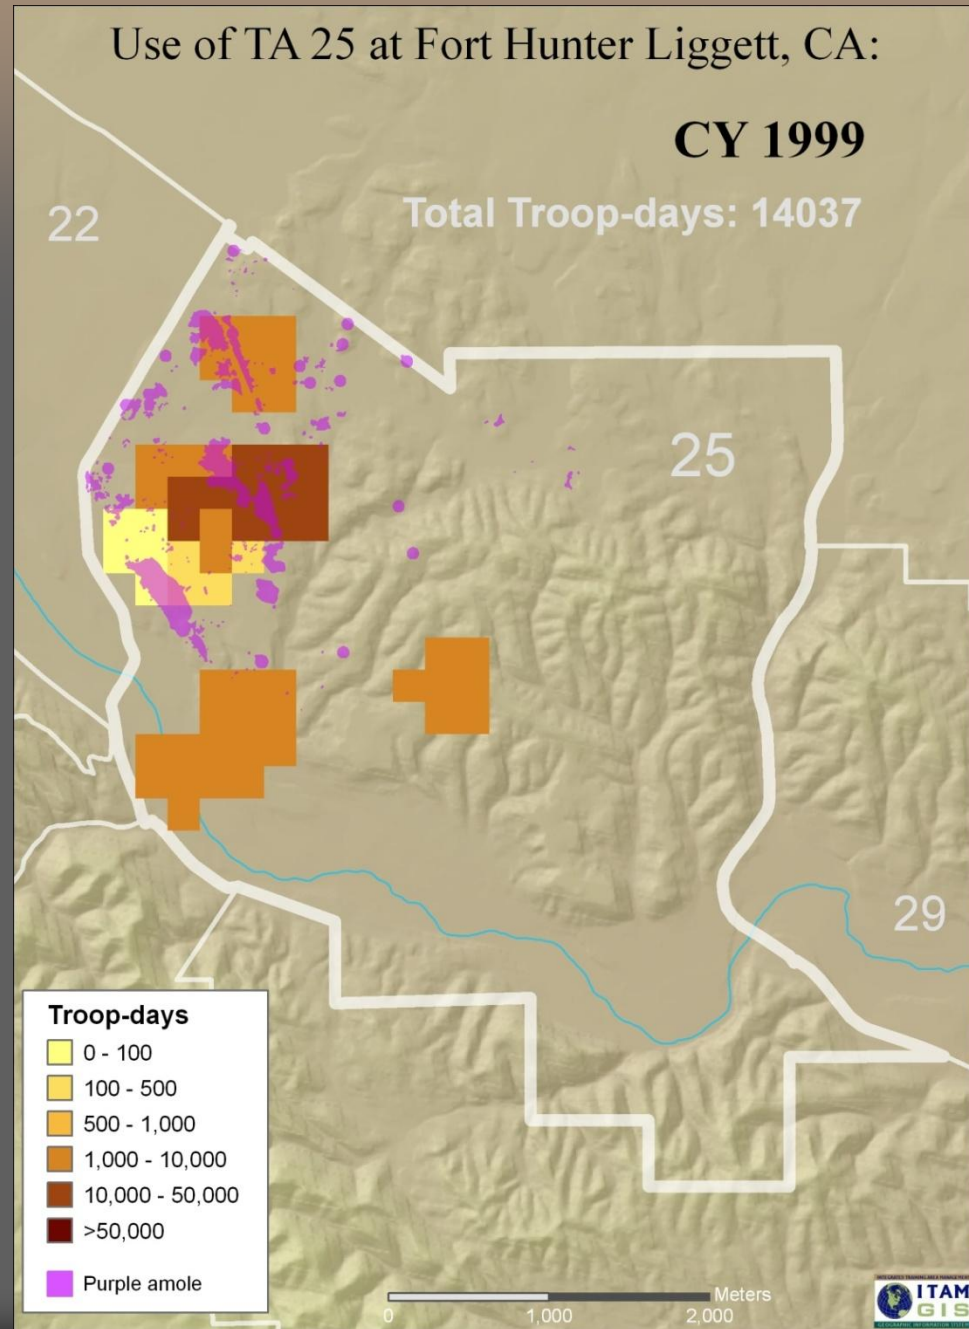 Use of TA 25 at Fort Hunter Liggett, CA:
CY 1999
Total Troop-days: 14037
22
25
29
Troop-days
0 - 100
100 - 500
500 - 1,000
1,000 - 10,000
10,000 - 50,000
>50,000
Purple amole
Meters
0 1,000 2,000
ITAM
GIS